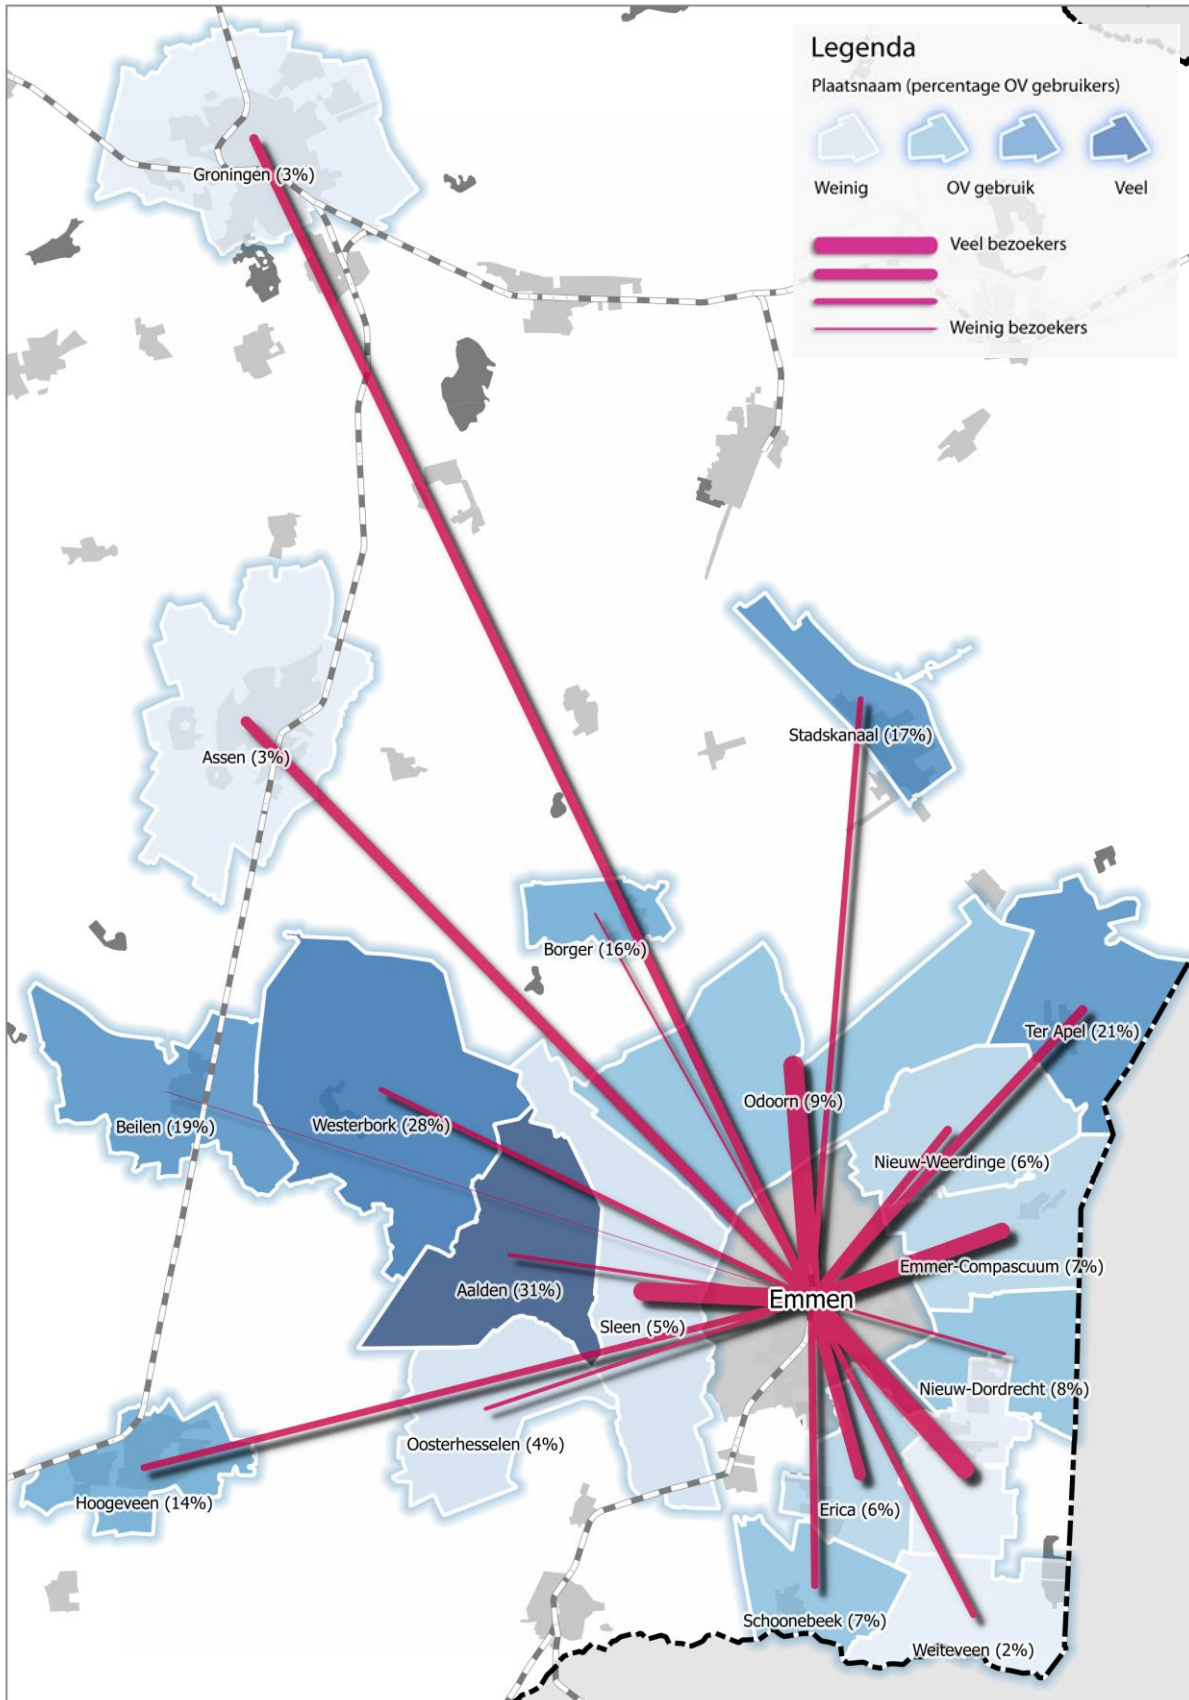 Legenda
Plaatsnaam (percentage OV gebruikers)
Weinig OV gebruik Veel
Veel bezoekers
Weinig bezoekers
Groningen (3%)
Stadskanaal (17%)
Assen (3%)
Borger (16%)
Ter Apel (21%)
Odoorn (9%)
Westerbork (28%)
Beilen (19%)
Nieuw-Weerdinge (6%)
Emmer-Compascuum (7%)
Aalden (31%)
Emmen
Sleen (5%)
Nieuw-Dordrecht (8%)
Oosterhesselen (4%)
Hoogeveen (14%)
Erica (6%)
Schoonebeek (7%)
Weiteveen (2%)